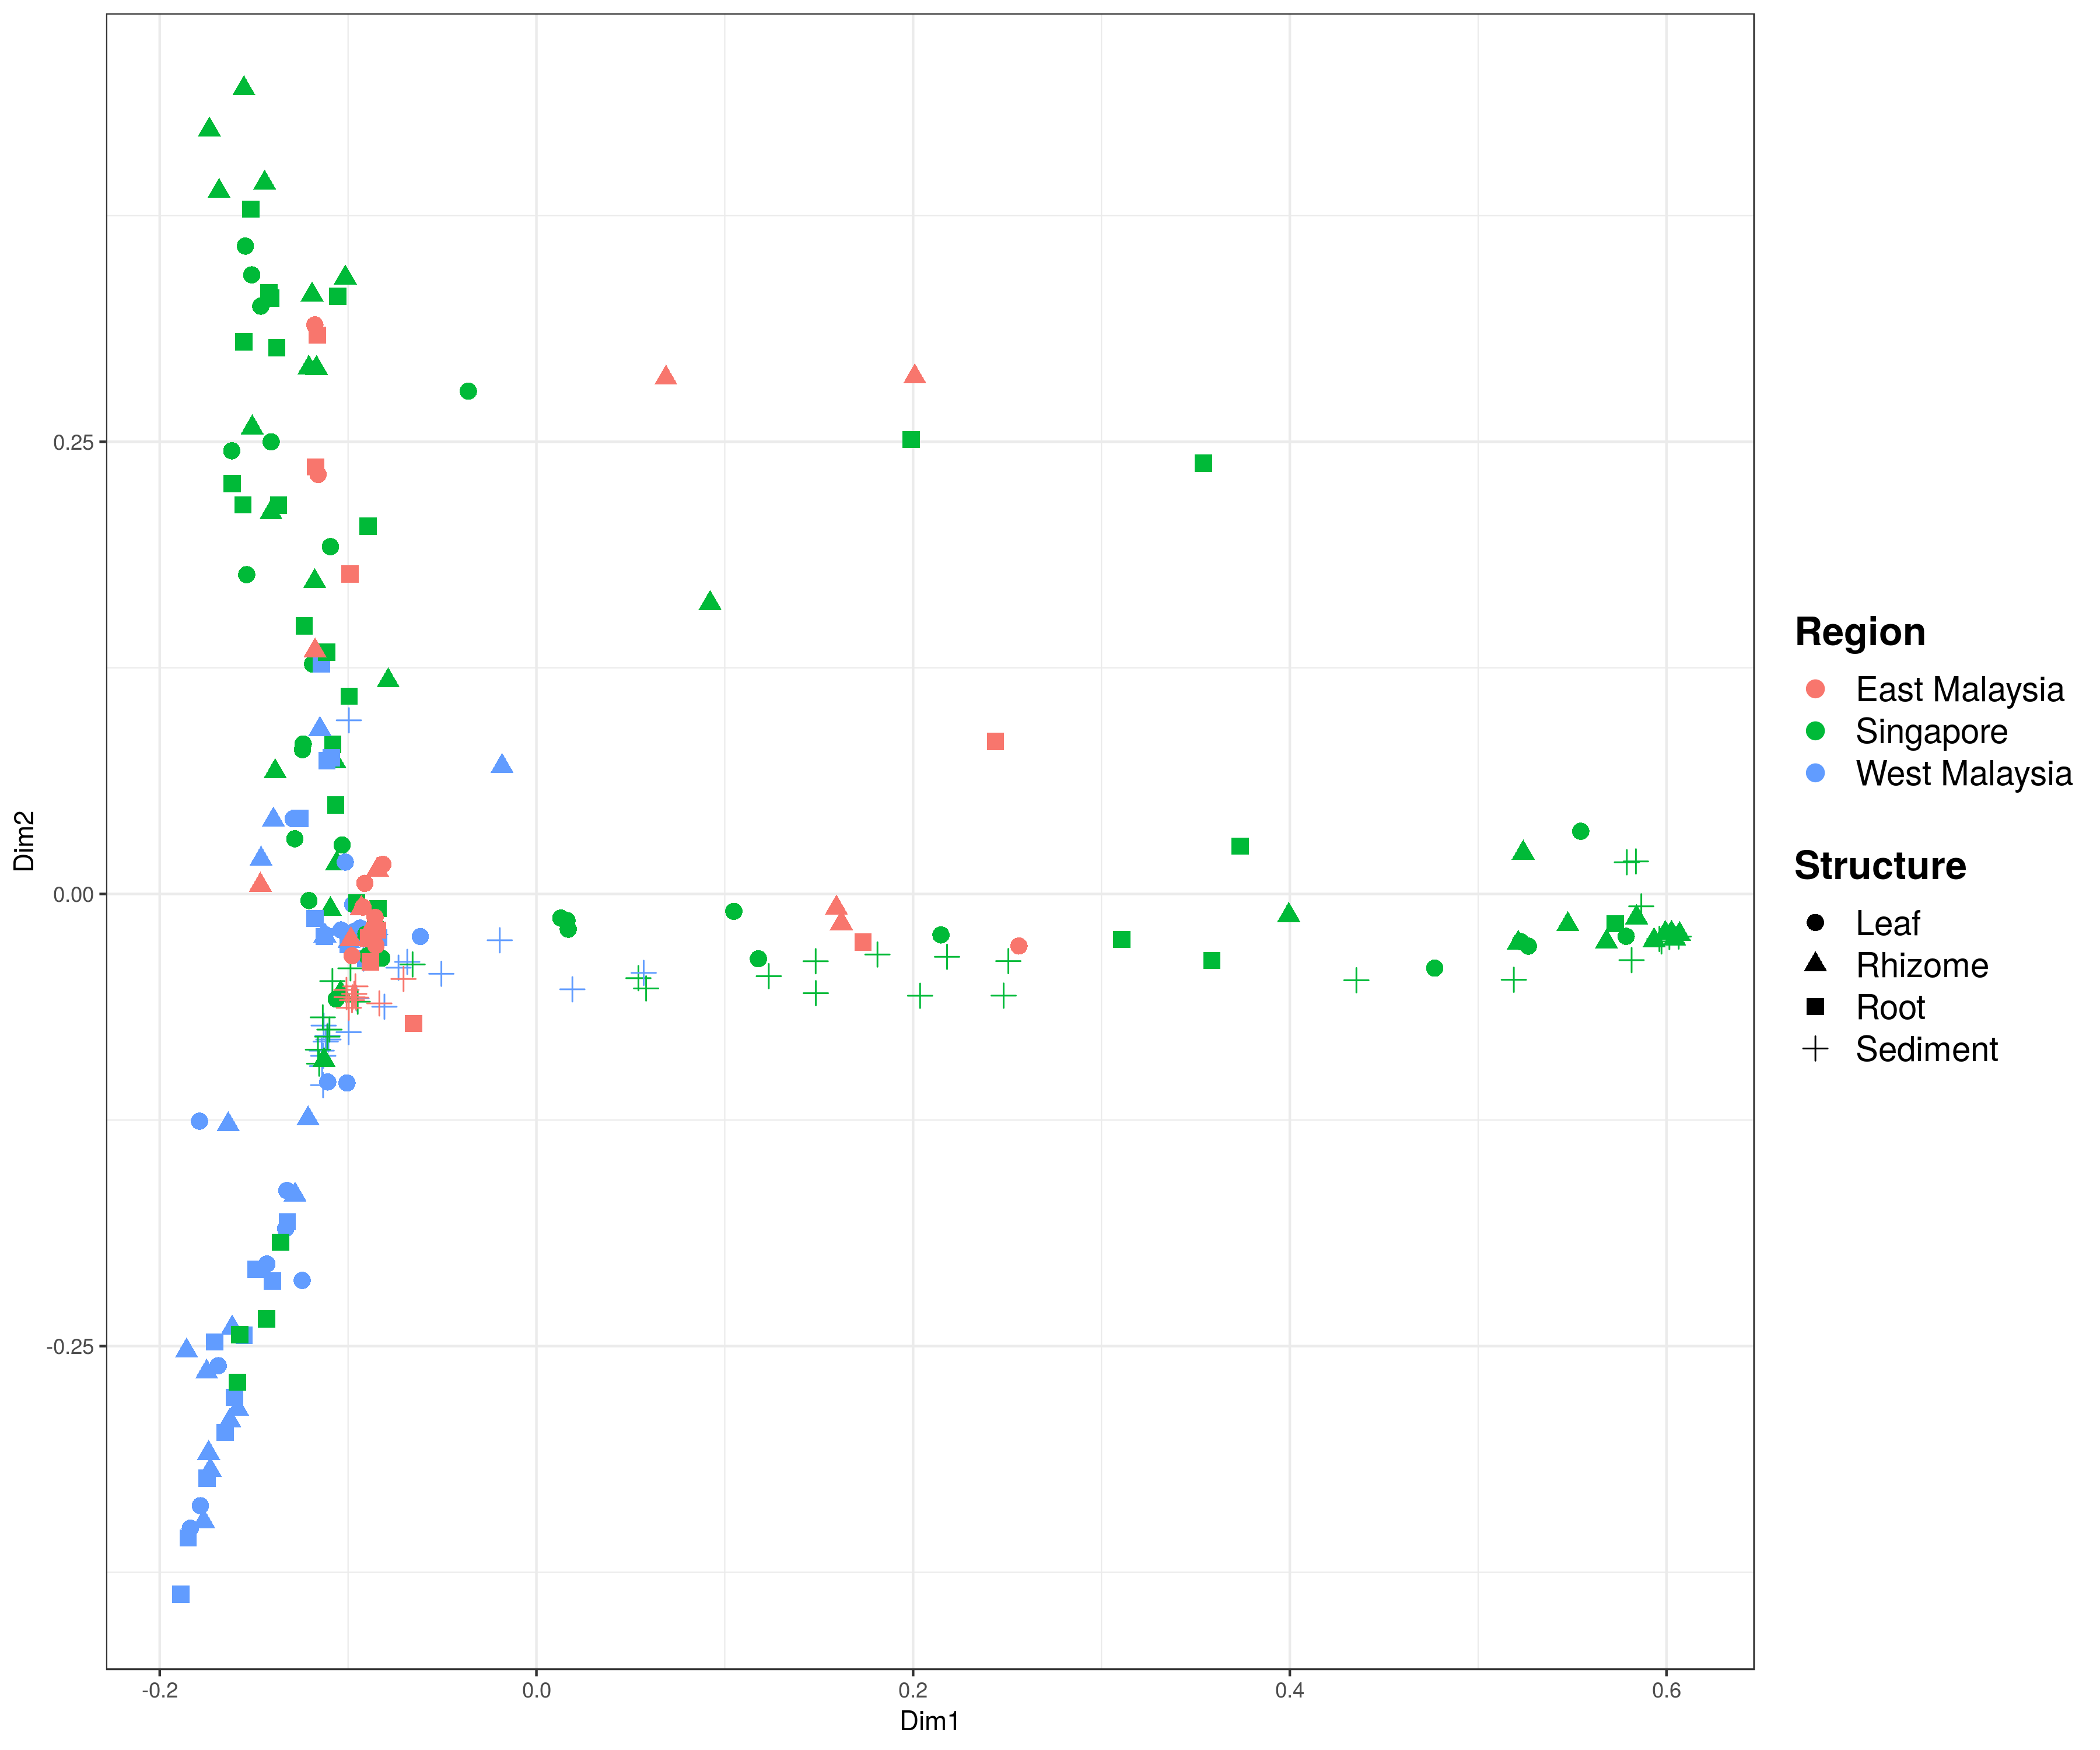 Dim2
0.25
0.00
-0.25
-0.2
0.0
0.2
0.4
0.6
Dim1
Region
East Malaysia
Singapore
West Malaysia
Structure
Leaf
Rhizome
Root
Sediment